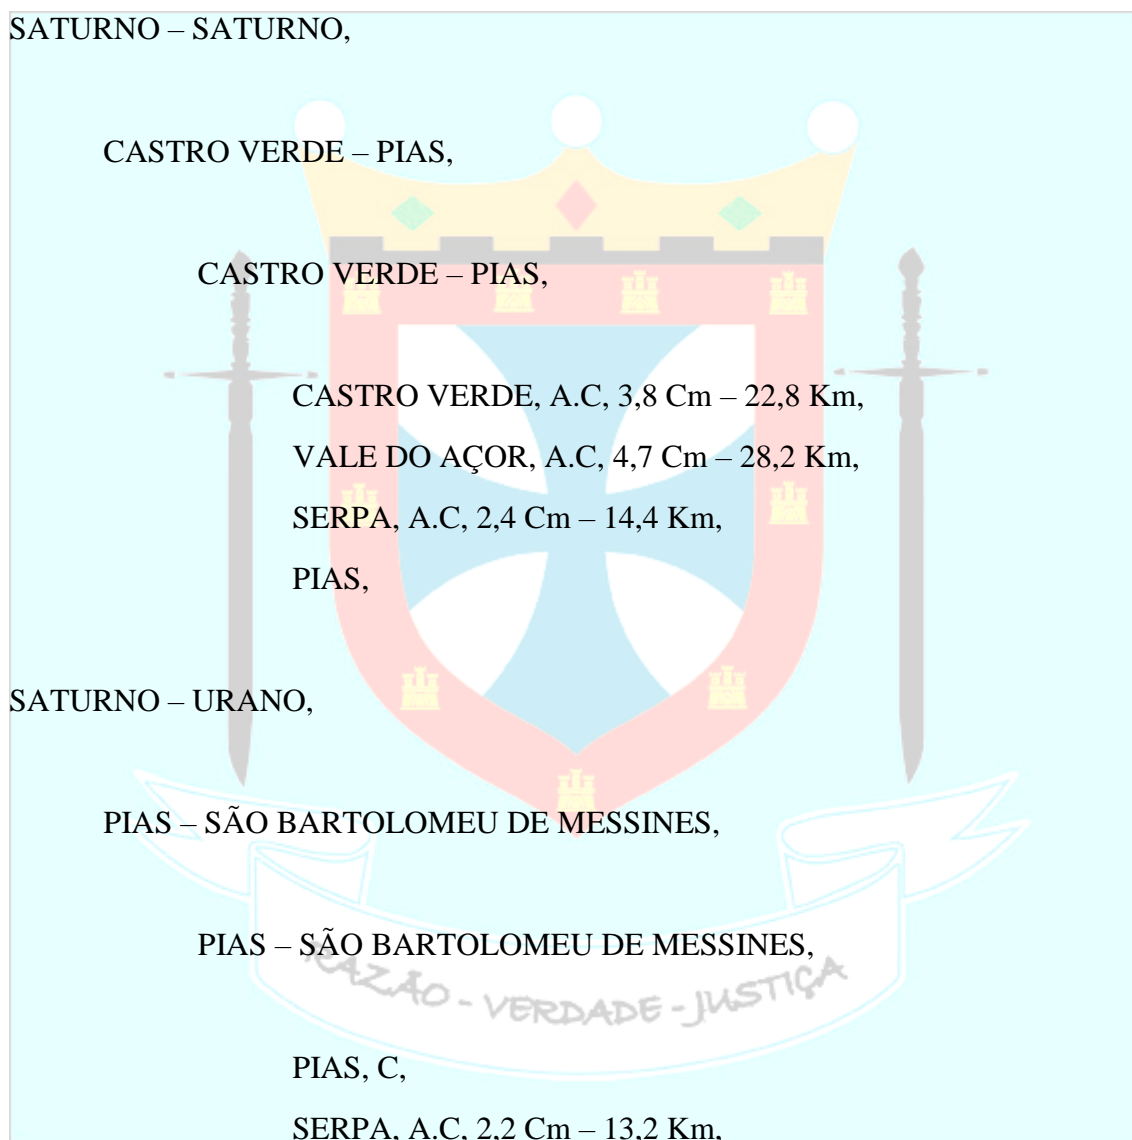 SATURNO – SATURNO,
CASTRO VERDE – PIAS,
CASTRO VERDE – PIAS,
CASTRO VERDE, A.C, 3,8 Cm – 22,8 Km,
VALE DO AÇOR, A.C, 4,7 Cm – 28,2 Km,
SERPA, A.C, 2,4 Cm – 14,4 Km,
PIAS,
SATURNO – URANO,
PIAS – SÃO BARTOLOMEU DE MESSINES,
PIAS – SÃO BARTOLOMEU DE MESSINES,
RAZÃO - VERDADE - JUSTIÇA
PIAS, C,
SERPA, A.C, 2,2 Cm – 13,2 Km,